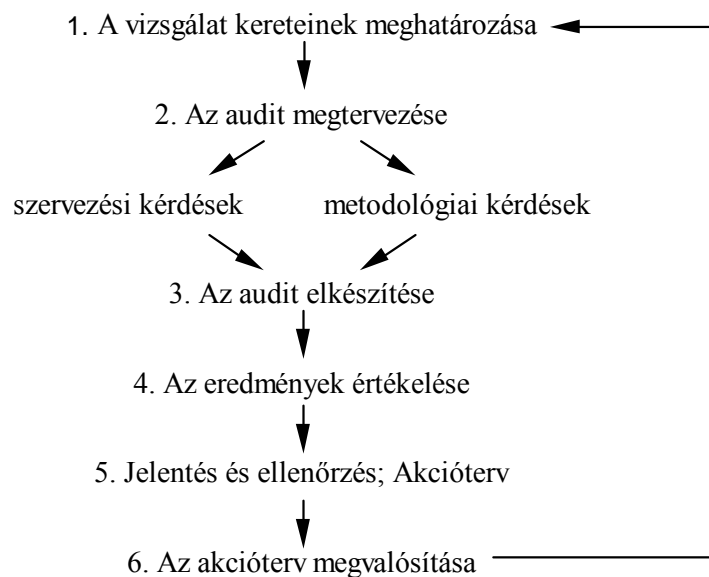 1. A vizsgálat kereteinek meghatározása
2. Az audit megtervezése
szervezési kérdések
metodológiai kérdések
3. Az audit elkészítése
4. Az eredmények értékelése
5. Jelentés és ellenőrzés; Akcióterv
6. Az akcióterv megvalósítása